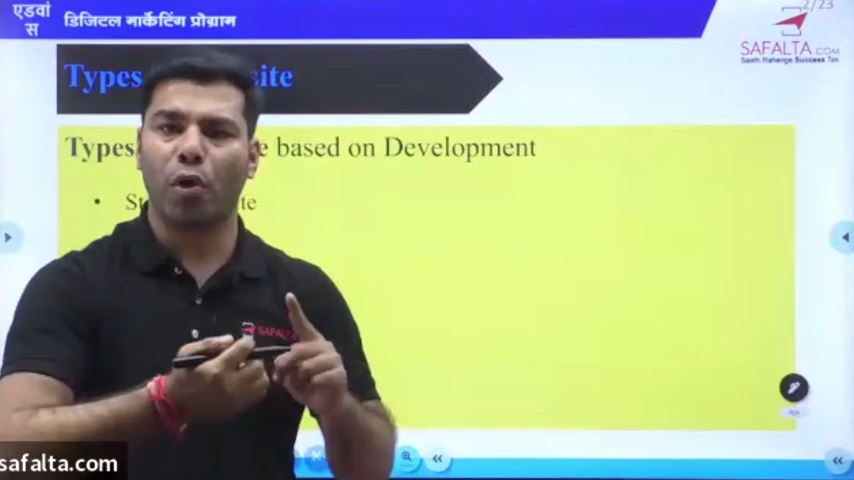 एडवां
स
डिजिटल मार्केटिंग प्रोग्राम
2/23
SAFALTA.COM
Saath Rahenge Success Tak
Types site
Types e based on Development
• St te
SAFALTA
safalta.com